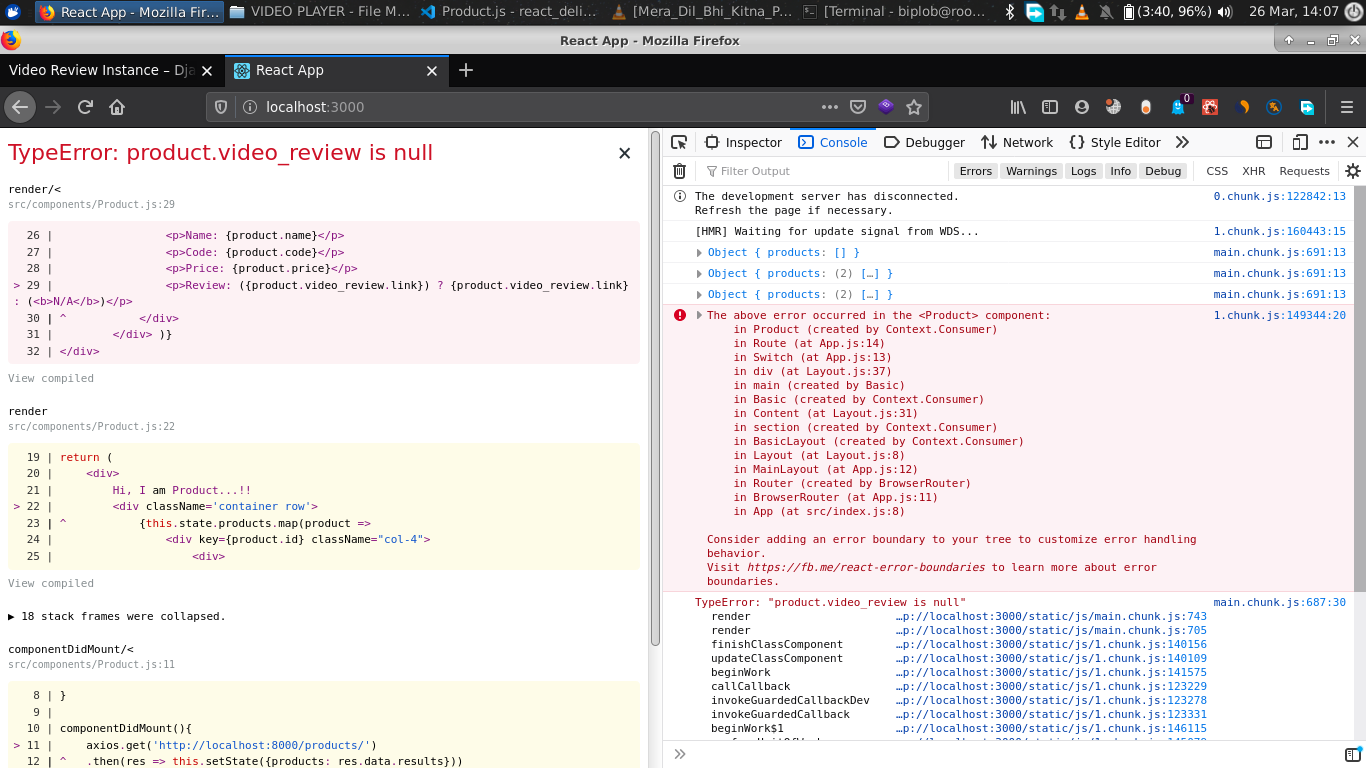 React App - Mozilla Fir...
VIDEO PLAYER - File M...
Product.js - react_deli...
[Mera_Dil_Bhi_Kitna_P...
[Terminal - biplob@roo...
(3:40, 96%)
26 Mar, 14:07
React App - Mozilla Firefox
Video Review Instance – Dja
React App
localhost:3000
0
TypeError: product.video_review is null
render/<
src/components/Product.js:29
26 | <p>Name: {product.name}</p>
27 | <p>Code: {product.code}</p>
28 | <p>Price: {product.price}</p>
> 29 | <p>Review: ({product.video_review.link}) ? {product.video_review.link}
: (<b>N/A</b>)</p>
30 | ^ </div>
31 | </div> )}
32 | </div>
View compiled
render
src/components/Product.js:22
19 | return (
20 | <div>
21 | Hi, I am Product...!!
> 22 | <div className='container row'>
23 | ^ {this.state.products.map(product =>
24 | <div key={product.id} className="col-4">
25 | <div>
View compiled
▶ 18 stack frames were collapsed.
componentDidMount/<
src/components/Product.js:11
8 | }
9 |
10 | componentDidMount(){
> 11 | axios.get('http://localhost:8000/products/')
12 | ^ .then(res => this.setState({products: res.data.results}))
Inspector
Console
Debugger
Network
Style Editor
Filter Output
Errors
Warnings
Logs
Info
Debug
CSS
XHR
Requests
The development server has disconnected. 0.chunk.js:122842:13
Refresh the page if necessary.
[HMR] Waiting for update signal from WDS... 1.chunk.js:160443:15
Object { products: [] } main.chunk.js:691:13
Object { products: (2) […] } main.chunk.js:691:13
Object { products: (2) […] } main.chunk.js:691:13
The above error occurred in the <Product> component: 1.chunk.js:149344:20
in Product (created by Context.Consumer)
in Route (at App.js:14)
in Switch (at App.js:13)
in div (at Layout.js:37)
in main (created by Basic)
in Basic (created by Context.Consumer)
in Content (at Layout.js:31)
in section (created by Context.Consumer)
in BasicLayout (created by Context.Consumer)
in Layout (at Layout.js:8)
in MainLayout (at App.js:12)
in Router (created by BrowserRouter)
in BrowserRouter (at App.js:11)
in App (at src/index.js:8)
Consider adding an error boundary to your tree to customize error handling
behavior.
Visit https://fb.me/react-error-boundaries to learn more about error
boundaries.
TypeError: "product.video_review is null" main.chunk.js:687:30
render …p://localhost:3000/static/js/main.chunk.js:743
render …p://localhost:3000/static/js/main.chunk.js:705
finishClassComponent …p://localhost:3000/static/js/1.chunk.js:140156
updateClassComponent …p://localhost:3000/static/js/1.chunk.js:140109
beginWork …p://localhost:3000/static/js/1.chunk.js:141575
callCallback …p://localhost:3000/static/js/1.chunk.js:123229
invokeGuardedCallbackDev …p://localhost:3000/static/js/1.chunk.js:123278
invokeGuardedCallback …p://localhost:3000/static/js/1.chunk.js:123331
beginWork$1 …p://localhost:3000/static/js/1.chunk.js:146115